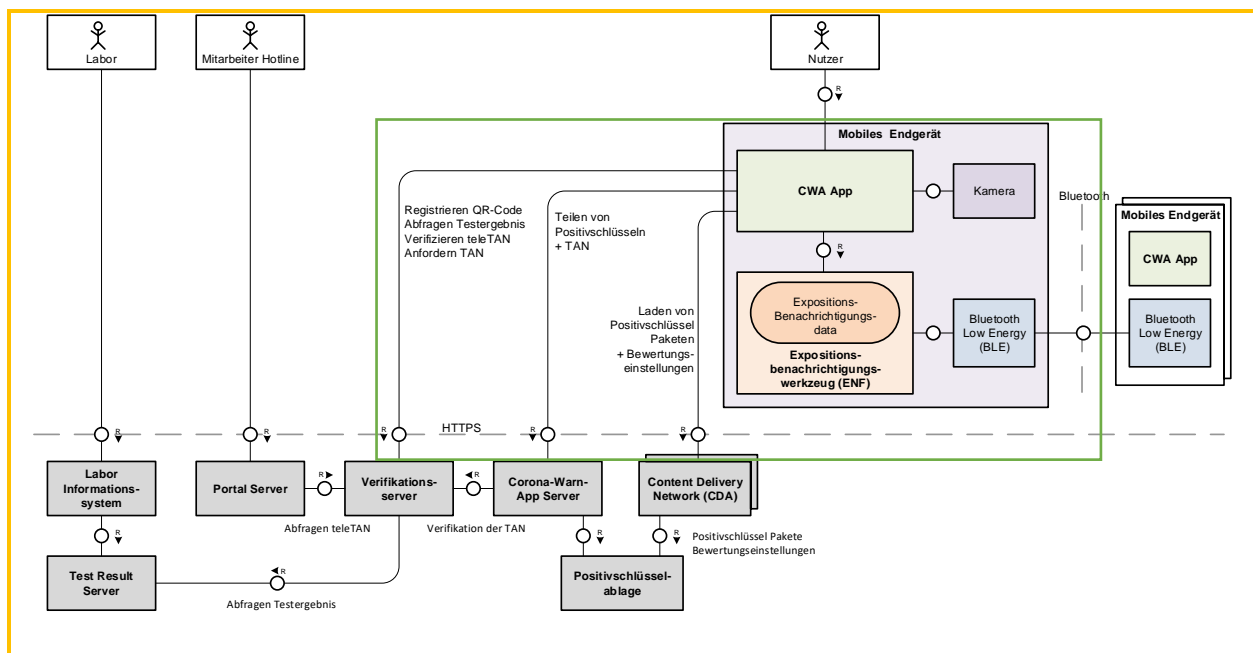 Labor
Mitarbeiter Hotline
Nutzer
R
Mobiles Endgerät
CWA App
Kamera
Registrieren QR-Code
Abfragen Testergebnis
Verifizieren teleTAN
Anfordern TAN
Teilen von
Positivschlüsseln
+ TAN
Bluetooth
Mobiles Endgerät
CWA App
R
Laden von
Positivschlüssel
Paketen
+ Bewertungs-
einstellungen
Expositions-
Benachrichtigungs-
data
Expositions
benachrichtigungs
werkzeug (ENF)
Bluetooth
Low Energy
(BLE)
Bluetooth
Low Energy
(BLE)
HTTPS
R
R
R
R
R
Labor
Informations-
system
Portal Server
R
Verifikations-
server
R
Corona-Warn-
App Server
Content Delivery
Network (CDA)
Abfragen teleTAN
Verifikation der TAN
R
R
R
Positivschlüssel Pakete
Bewertungseinstellungen
Test Result
Server
R
Abfragen Testergebnis
Positivschlüssel-
ablage